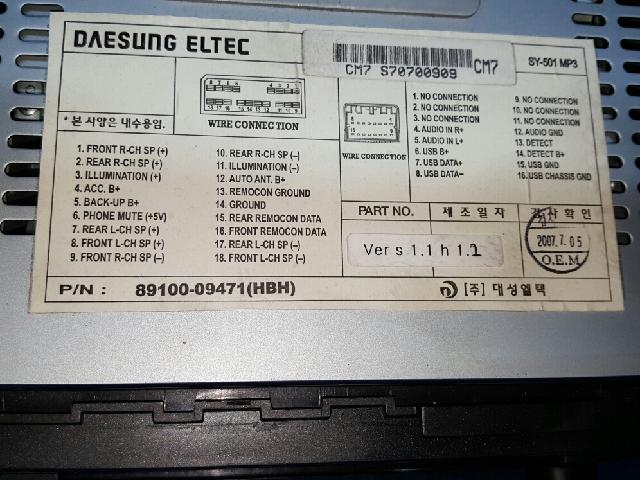 DAESUNG ELTEC
CM7 S70700909 CM7
SY-501 MP3
*본 사양은 내수용임.
WIRE CONNECTION
WIRE CONNECTION
1. NO CONNECTION
2. NO CONNECTION
3. NO CONNECTION
4. AUDIO IN R+
5. AUDIO IN L+
6. USB B+
7. USB DATA+
8. USB DATA-
9. NO CONNECTION
10. NO CONNECTION
11. NO CONNECTION
12. AUDIO GND
13. DETECT
14. DETECT B+
15. USB GND
16. USB CHASSIS GND
1. FRONT R-CH SP (+)
2. REAR R-CH SP (+)
3. ILLUMINATION (+)
4. ACC. B+
5. BACK-UP B+
6. PHONE MUTE (+5V)
7. REAR L-CH SP (+)
8. FRONT L-CH SP (+)
9. FRONT R-CH SP (-)
10. REAR R-CH SP (-)
11. ILLUMINATION (-)
12. AUTO ANT. B+
13. REMOCON GROUND
14. GROUND
15. REAR REMOCON DATA
16. FRONT REMOCON DATA
17. REAR L-CH SP (-)
18. FRONT L-CH SP (-)
PART NO. 제조일자 검사확인
Ver s 1.1 h 1.1
2007.7.05
O.E.M
P/N : 89100-09471(HBH)
[주] 대성엘텍